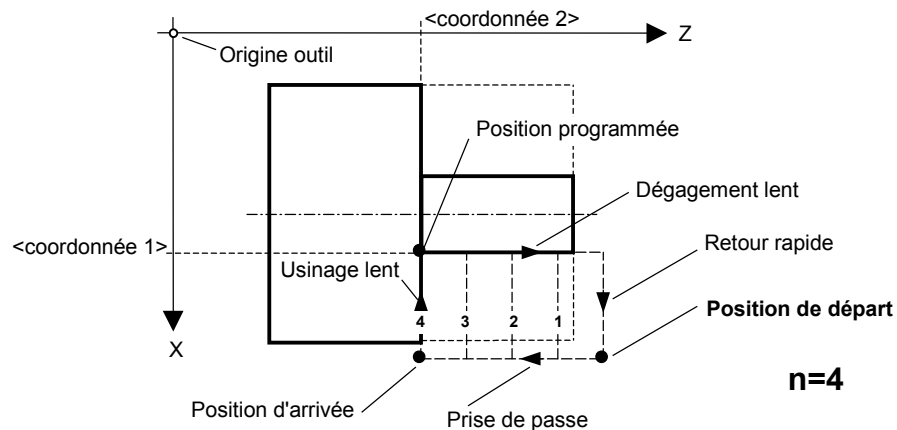 <coordonnée 2>
Z
Origine outil
Position programmée
Dégagement lent
<coordonnée 1>
Retour rapide
Usinage lent
Position de départ
4 3 2 1
X
n=4
Position d'arrivée
Prise de passe